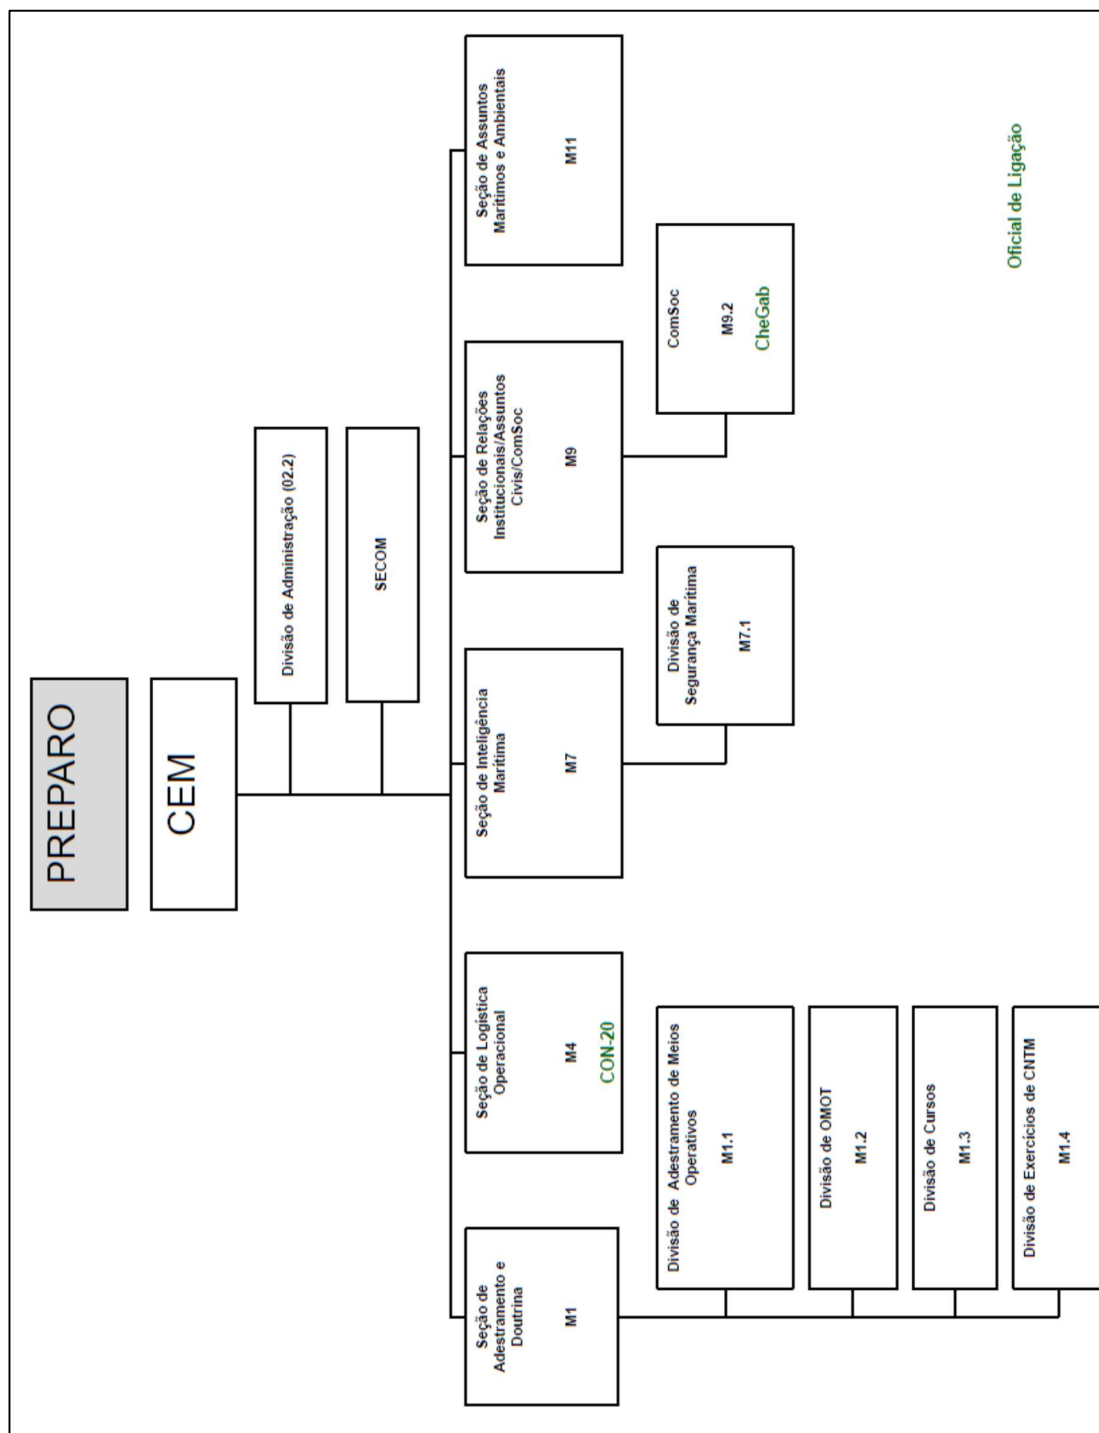 PREPARO
CEM
Divisão de Administração (02.2)
SECOM
Seção de
Adestramento e
Doutrina
M1
Seção de Logística
Operacional
M4
CON-20
Seção de Inteligência
Marítima
M7
Seção de Relações
Institucionais/Assuntos
Civis/ComSoc
M9
Seção de Assuntos
Marítimos e Ambientais
M11
Divisão de Adestramento de Meios
Operativos
M1.1
Divisão de OMOT
M1.2
Divisão de Cursos
M1.3
Divisão de Exercícios de CNTM
M1.4
Divisão de
Segurança Marítima
M7.1
ComSoc
M9.2
CheGab
Oficial de Ligação